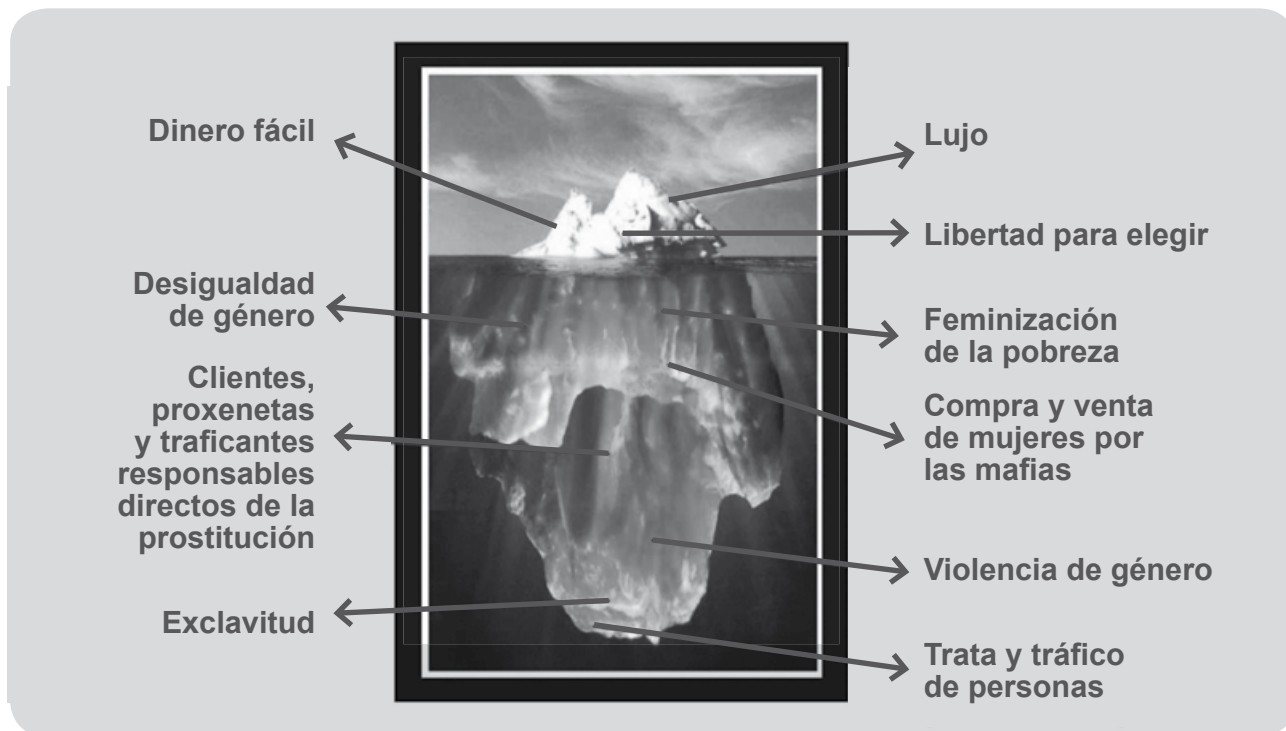 Dinero fácil
Lujo
Libertad para elegir
Desigualdad
de género
Feminización
de la pobreza
Clientes,
proxenetas
y traficantes
responsables
directos de la
prostitución
Compra y venta
de mujeres por
las mafias
Violencia de género
Exclavitud
Trata y tráfico
de personas